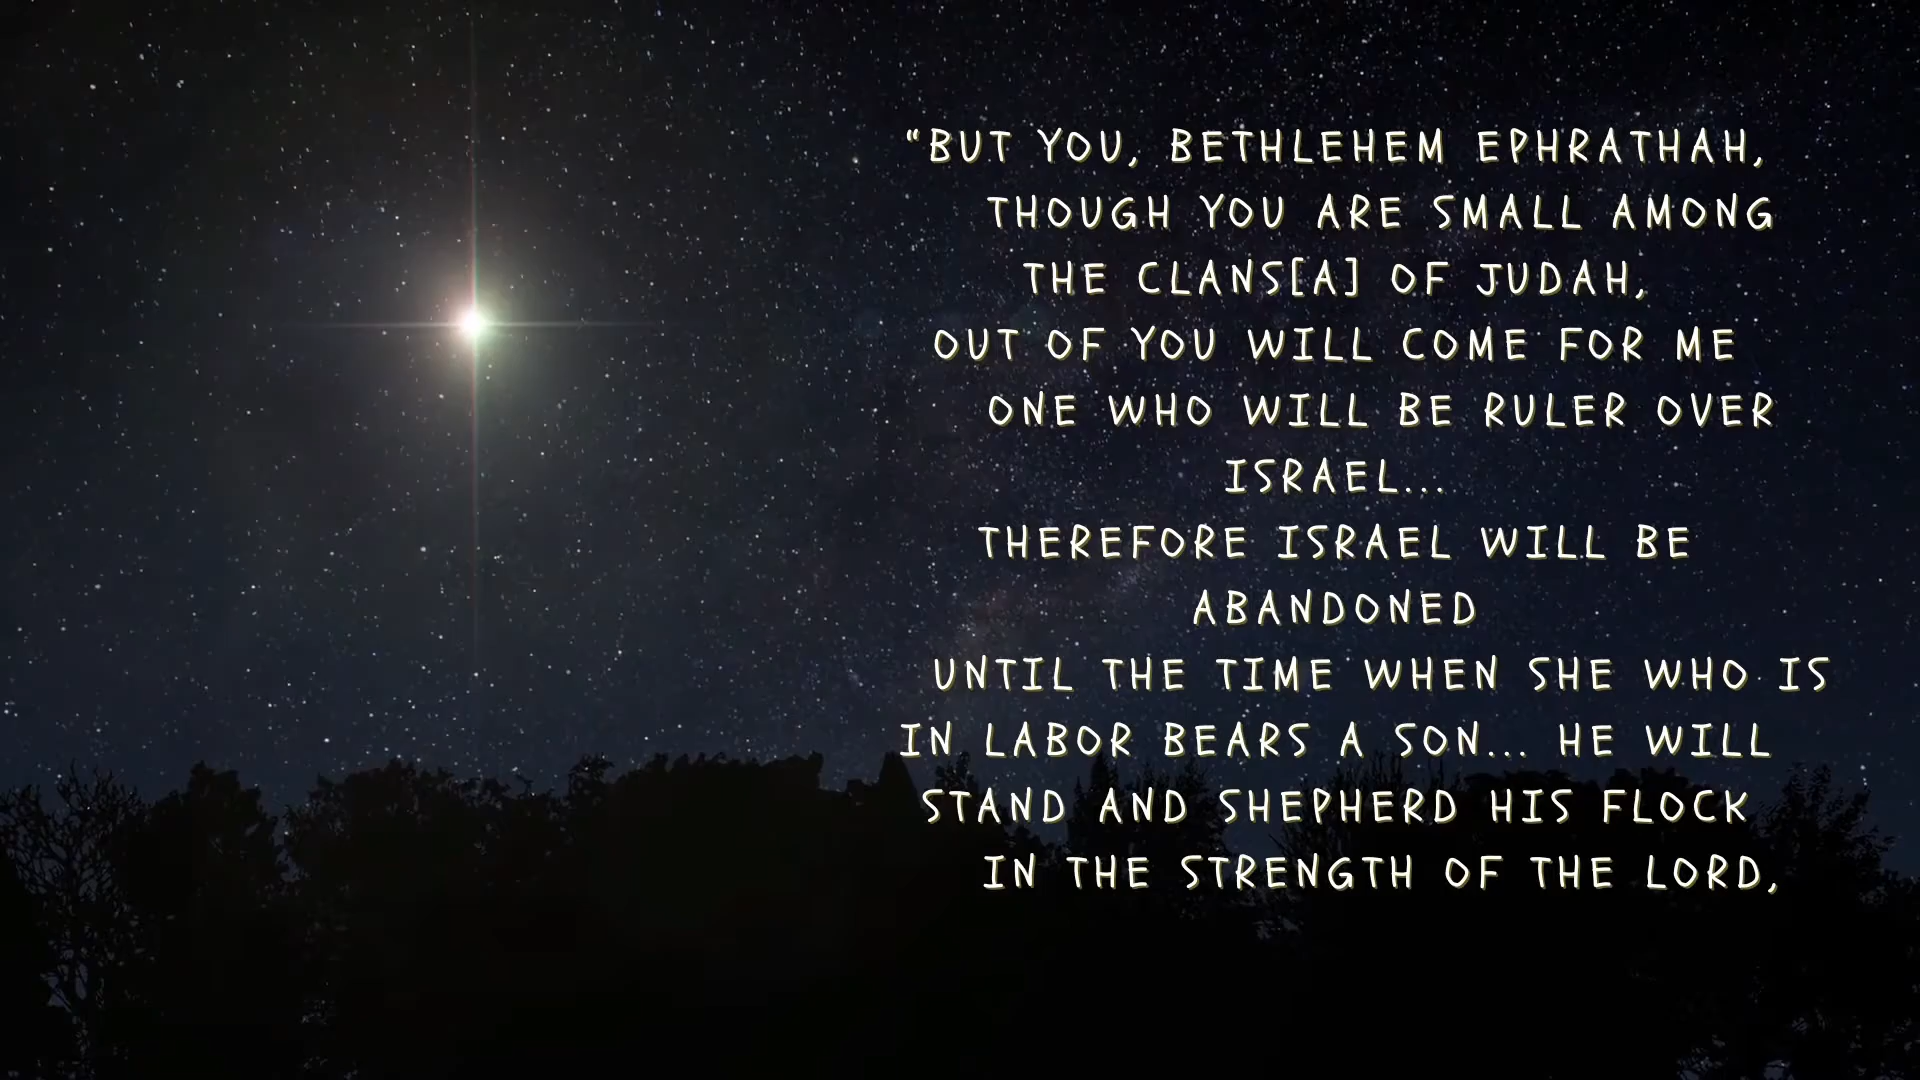 “BUT YOU, BETHLEHEM EPHRATHAH,
THOUGH YOU ARE SMALL AMONG
THE CLANS[A] OF JUDAH,
OUT OF YOU WILL COME FOR ME
ONE WHO WILL BE RULER OVER
ISRAEL...
THEREFORE ISRAEL WILL BE
ABANDONED
UNTIL THE TIME WHEN SHE WHO IS
IN LABOR BEARS A SON... HE WILL
STAND AND SHEPHERD HIS FLOCK
IN THE STRENGTH OF THE LORD,